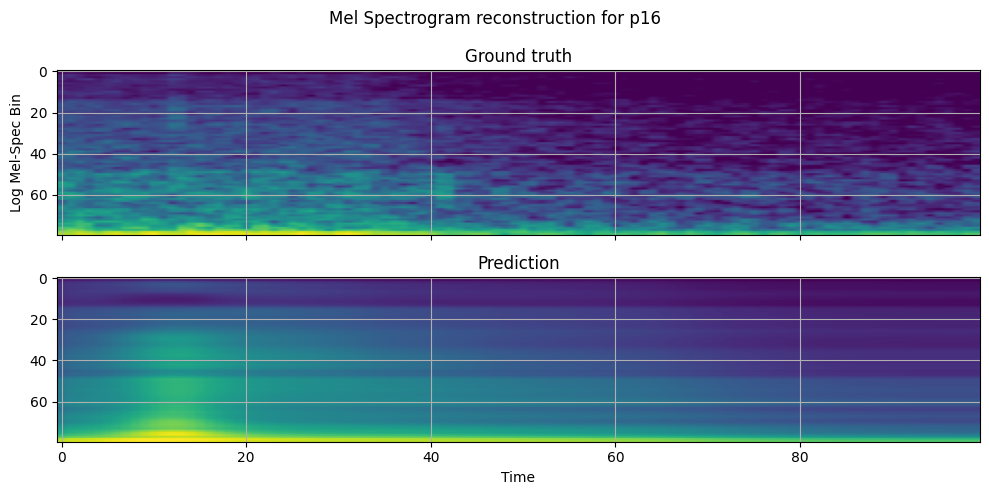 Mel Spectrogram reconstruction for p16
Ground truth
0
20
40
60
Log Mel-Spec Bin
Prediction
0
20
40
60
0 20 40 60 80
Time